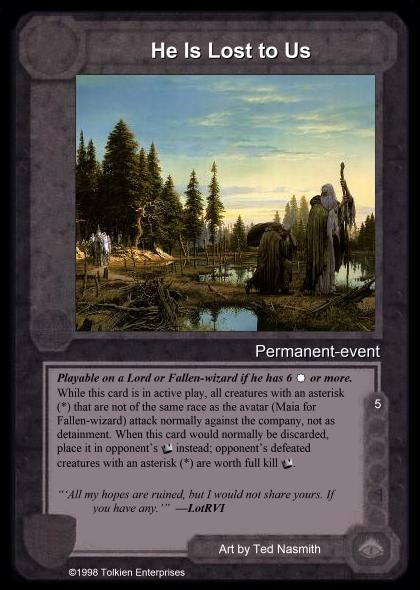 He Is Lost to Us
Permanent-event
Playable on a Lord or Fallen-wizard if he has 6 or more.
While this card is in active play, all creatures with an asterisk
(*) that are not of the same race as the avatar (Maia for
Fallen-wizard) attack normally against the company, not as
detainment. When this card would normally be discarded,
place it in opponent's instead; opponent's defeated
creatures with an asterisk (*) are worth full kill .
5
"‘All my hopes are ruined, but I would not share yours. If
you have any.’" —LotRVI
Art by Ted Nasmith
©1998 Tolkien Enterprises